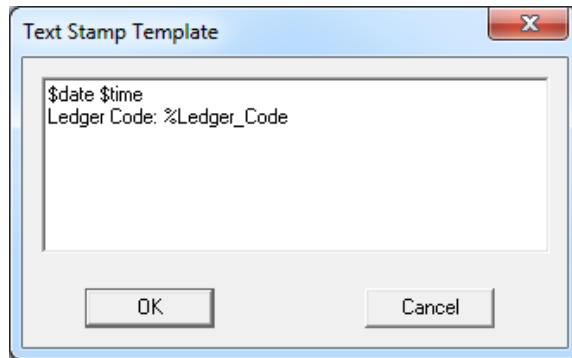 Text Stamp Template
$date $time
Ledger Code: %Ledger_Code
OK
Cancel